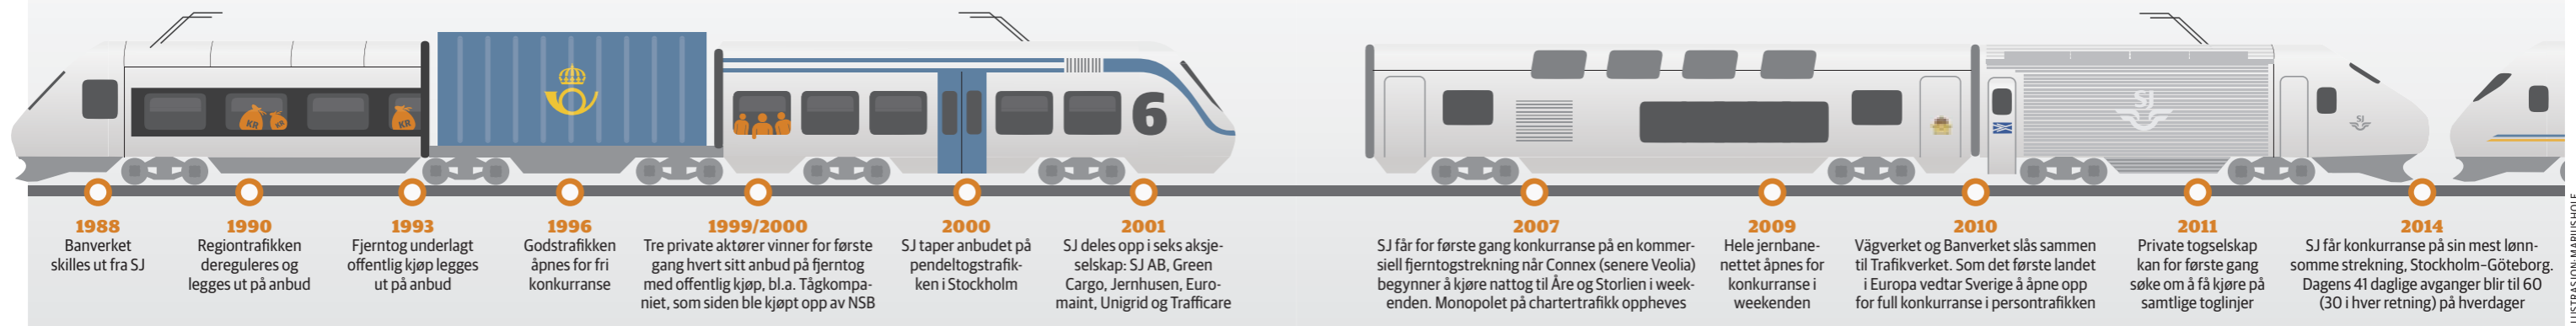 KR
KR
KR
6
SJ
SJ
1988
Banverket
skilles ut fra SJ
1990
Regiontrafikken
dereguleres og
legges ut på anbud
1993
Fjerntog underlagt
offentlig kjøp legges
ut på anbud
1996
Godstrafikken
åpnes for fri
konkurranse
1999/2000
Tre private aktører vinner for første
gang hvert sitt anbud på fjerntog
med offentlig kjøp, bl.a. Tågkompa-
niet, som siden ble kjøpt opp av NSB
2000
SJ taper anbudet på
pendeltogstrafik-
ken i Stockholm
2001
SJ deles opp i seks aksje-
selskap: SJ AB, Green
Cargo, Jernhusen, Euro-
maint, Unigrid og Trafficare
2007
SJ får for første gang konkurranse på en kommer-
siell fjerntogstrekning når Connex (senere Veolia)
begynner å kjøre nattog til Åre og Storlien i week-
enden. Monopolet på chartertrafikk oppheves
2009
Hele jernbane-
nettet åpnes for
konkurranse i
weekenden
2010
Vägverket og Banverket slås sammen
til Trafikverket. Som det første landet
i Europa vedtar Sverige å åpne opp
for full konkurranse i persontrafikken
2011
Private togselskap
kan for første gang
søke om å få kjøre på
samtlige toglinjer
2014
SJ får konkurranse på sin mest lønn-
somme strekning, Stockholm–Göteborg.
Dagens 41 daglige avganger blir til 60
(30 i hver retning) på hverdager